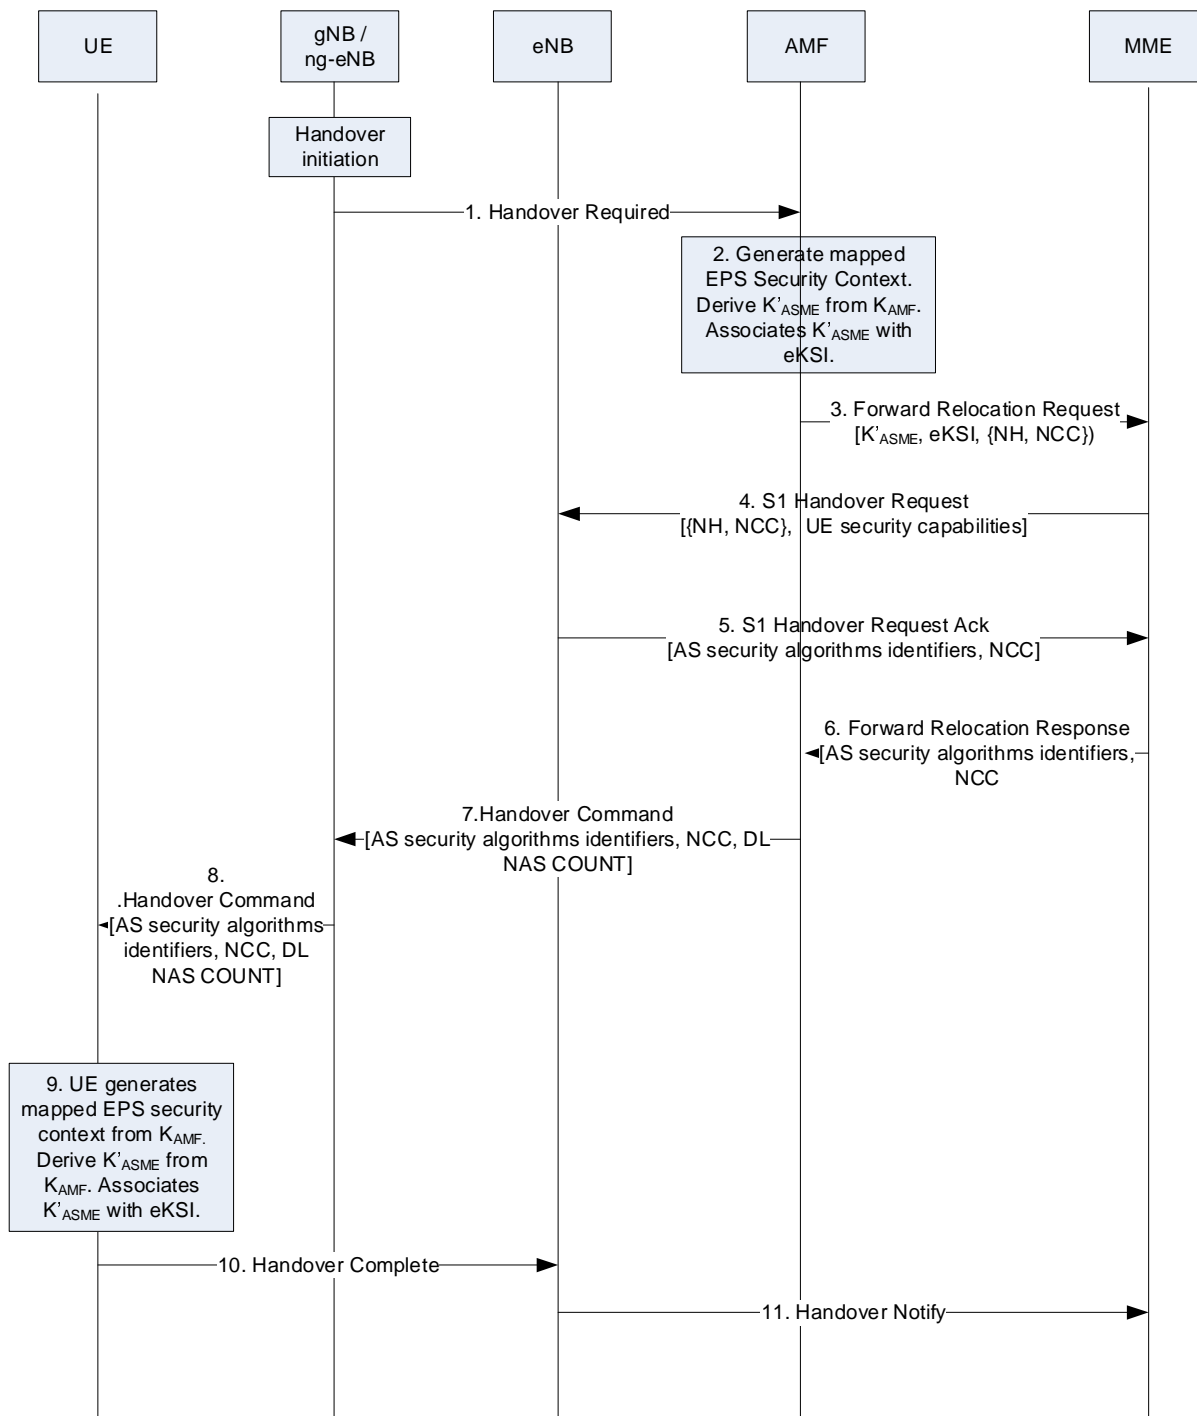 UE
gNB /
ng-eNB
eNB
AMF
MME
Handover
initiation
1. Handover Required
2. Generate mapped
EPS Security Context.
Derive K’ASME from KAMF.
Associates K’ASME with
eKSI.
3. Forward Relocation Request
[K’ASME, eKSI, {NH, NCC})
4. S1 Handover Request
[{NH, NCC}, UE security capabilities]
5. S1 Handover Request Ack
[AS security algorithms identifiers, NCC]
6. Forward Relocation Response
[AS security algorithms identifiers,
NCC
7.Handover Command
[AS security algorithms identifiers, NCC, DL
NAS COUNT]
8.
.Handover Command
[AS security algorithms
identifiers, NCC, DL
NAS COUNT]
9. UE generates
mapped EPS security
context from KAMF.
Derive K’ASME from
KAMF. Associates
K’ASME with eKSI.
10. Handover Complete
11. Handover Notify